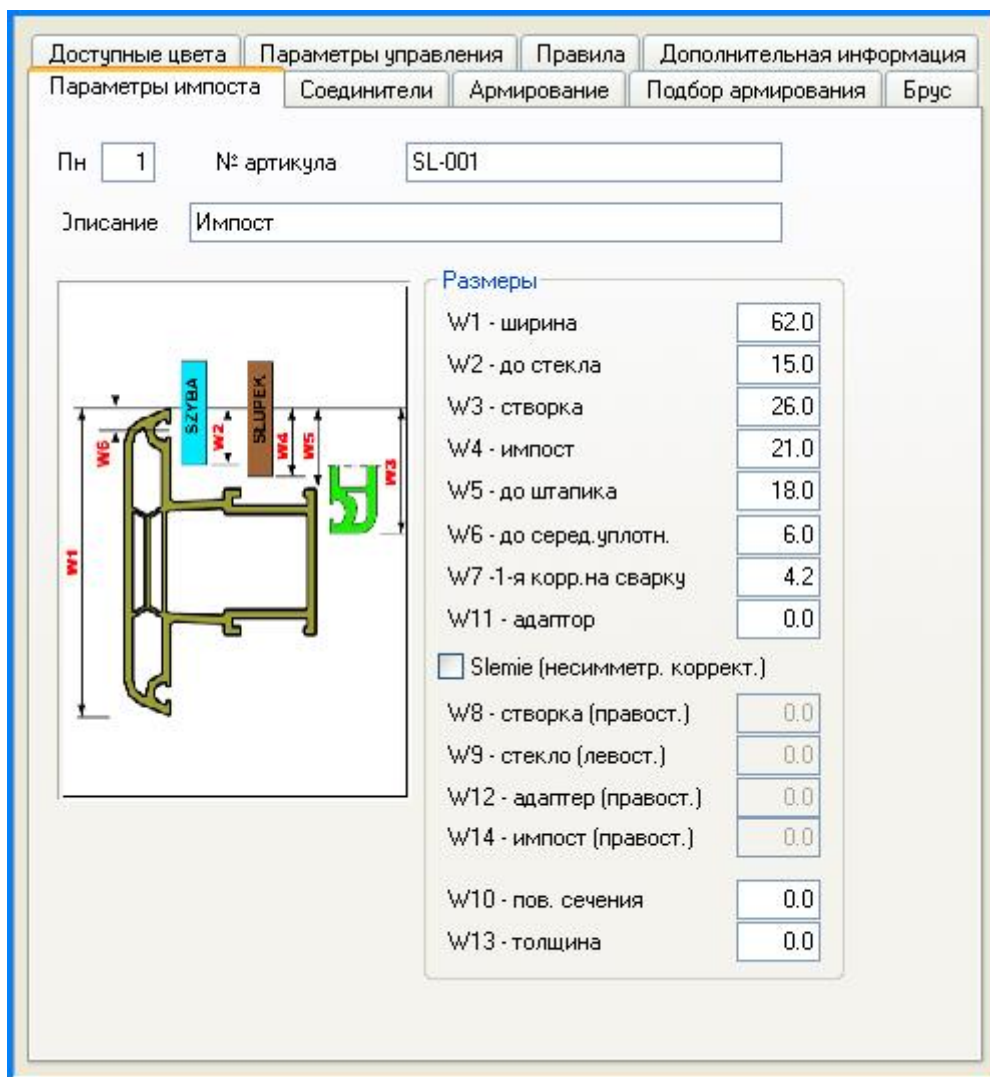 Доступные цвета Параметры управления Правила Дополнительная информация
Параметры импоста Соединители Армирование Подбор армирования Брус
Пн 1 № артикула SL-001
Описание Импост
Размеры
W1 - ширина 62.0
W2 - до стекла 15.0
W3 - створка 26.0
W4 - импост 21.0
W5 - до штапика 18.0
W6 - до серед.уплотн. 6.0
W7 -1-я корр.на сварку 4.2
W11 - адаптор 0.0
Slemie (несимметр. коррект.)
W8 - створка (правост.) 0.0
W9 - стекло (левост.) 0.0
W12 - адаптер (правост.) 0.0
W14 - импост (правост.) 0.0
W10 - пов. сечения 0.0
W13 - толщина 0.0
W1
W6
SZYBA
W2
SŁUPEK
W4
W5
W3